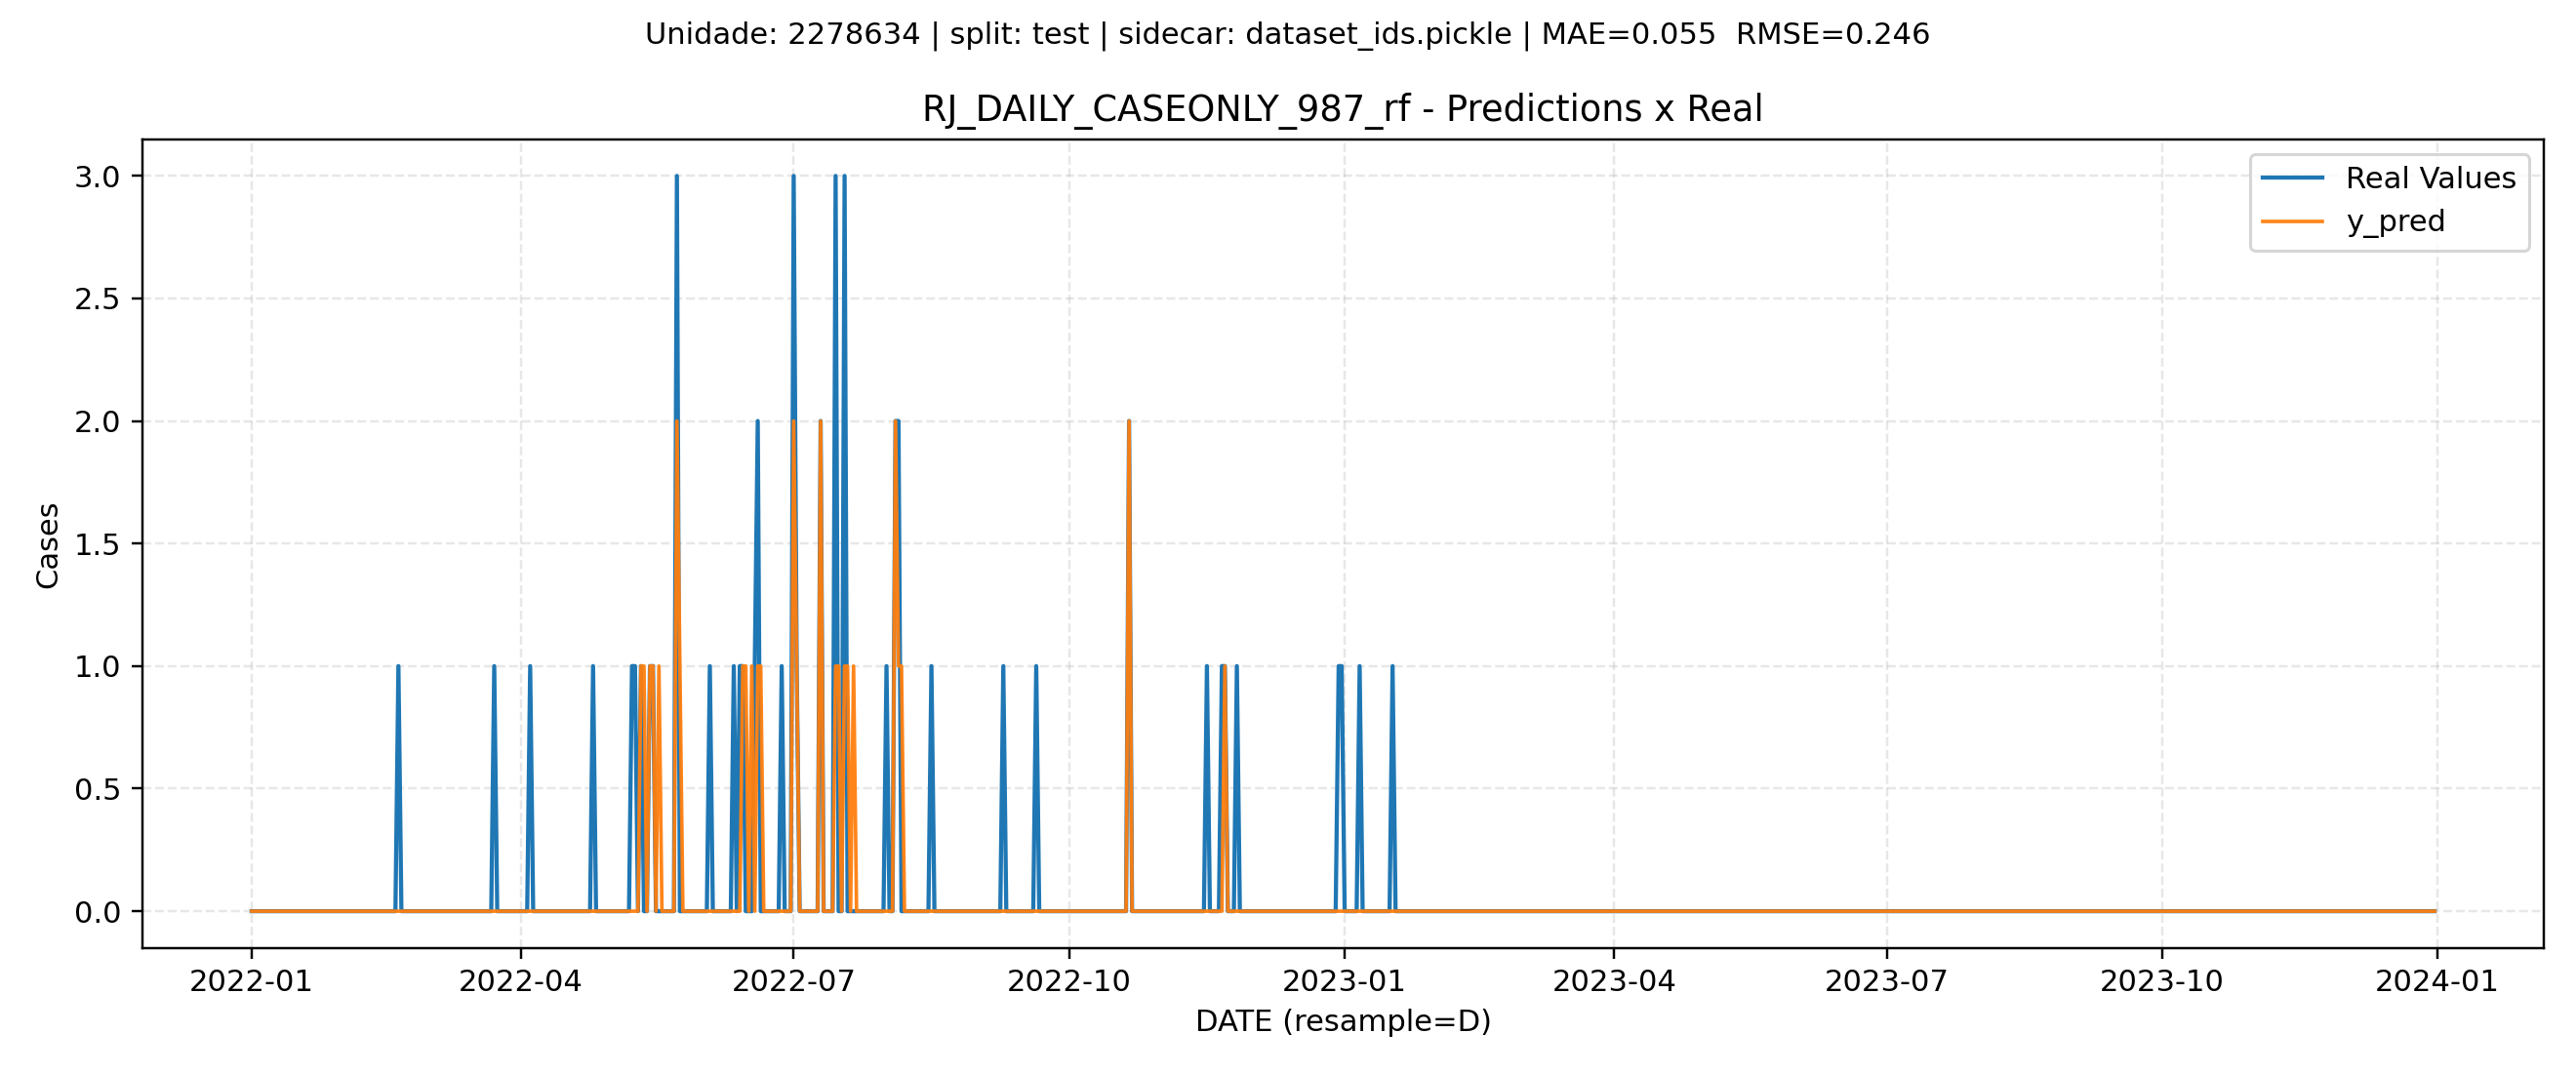 Unidade: 2278634 | split: test | sidecar: dataset_ids.pickle | MAE=0.055  RMSE=0.246
RJ_DAILY_CASEONLY_987_rf - Predictions x Real
Real Values
y_pred
Cases
3.0
2.5
2.0
1.5
1.0
0.5
0.0
2022-01 2022-04 2022-07 2022-10 2023-01 2023-04 2023-07 2023-10 2024-01
DATE (resample=D)